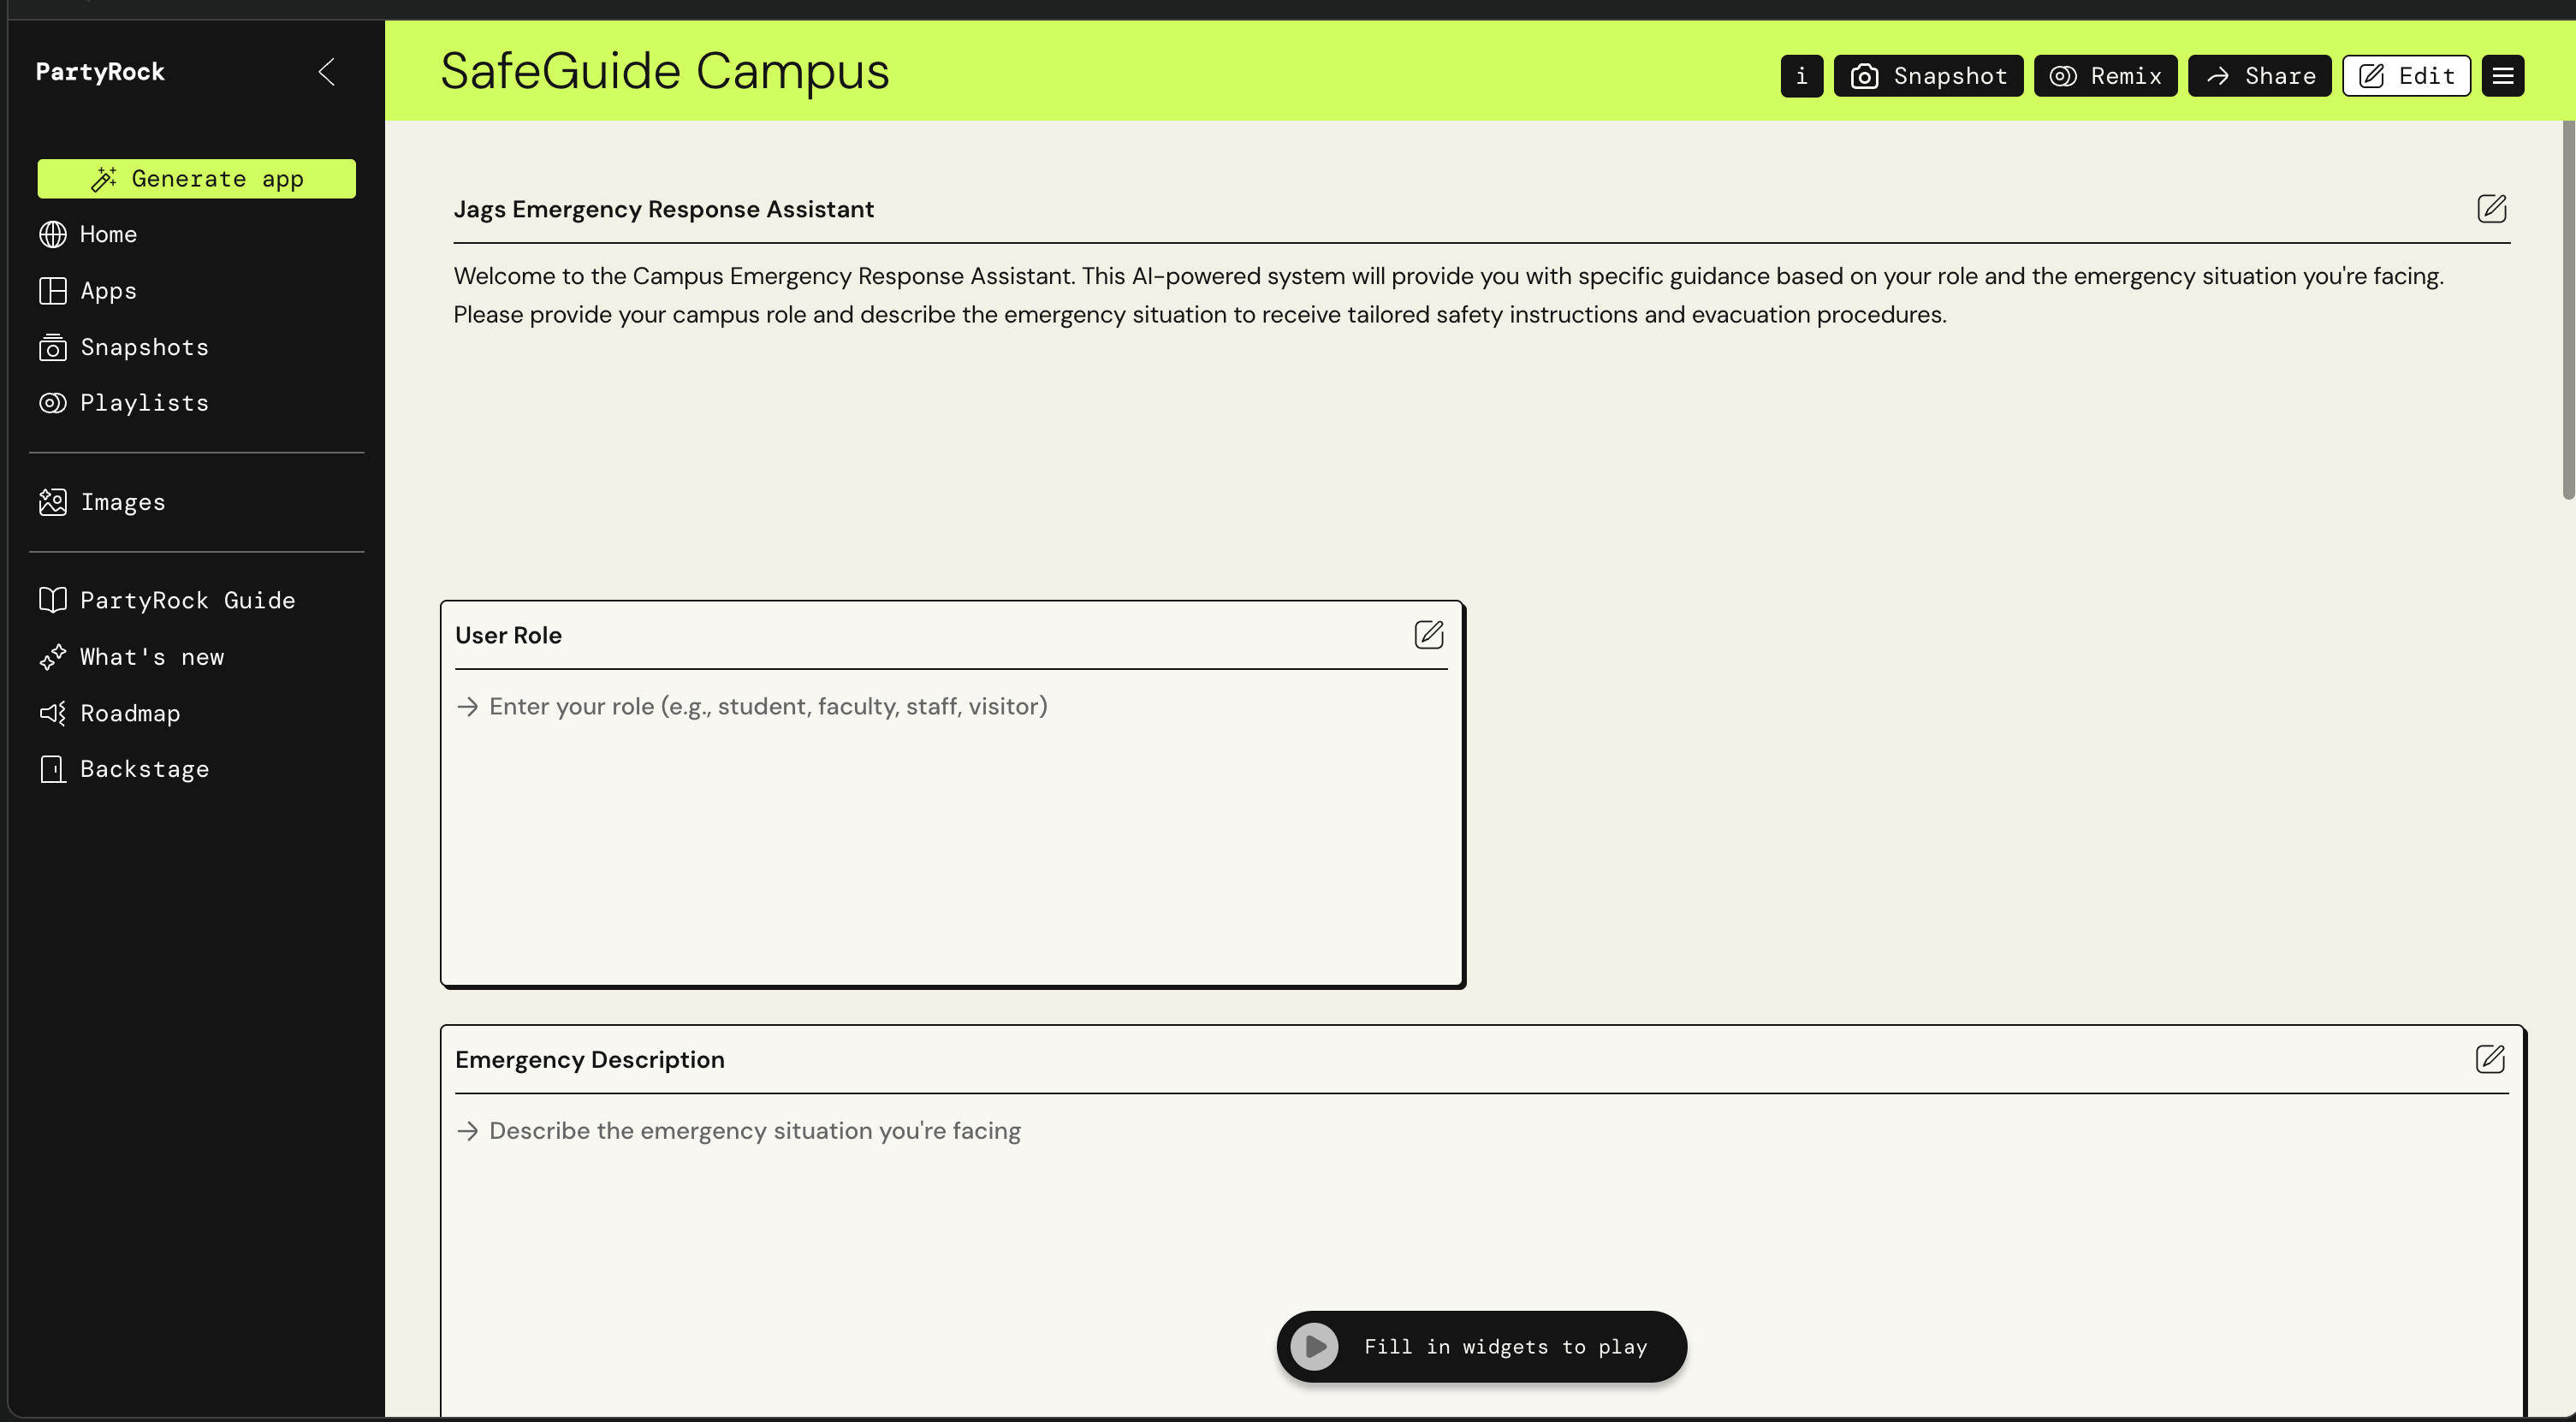 PartyRock
Generate app
Home
Apps
Snapshots
Playlists
Images
PartyRock Guide
What's new
Roadmap
Backstage
SafeGuide Campus
i
Snapshot
Remix
Share
Edit
Jags Emergency Response Assistant
Welcome to the Campus Emergency Response Assistant. This AI-powered system will provide you with specific guidance based on your role and the emergency situation you're facing.
Please provide your campus role and describe the emergency situation to receive tailored safety instructions and evacuation procedures.
User Role
Enter your role (e.g., student, faculty, staff, visitor)
Emergency Description
Describe the emergency situation you're facing
Fill in widgets to play